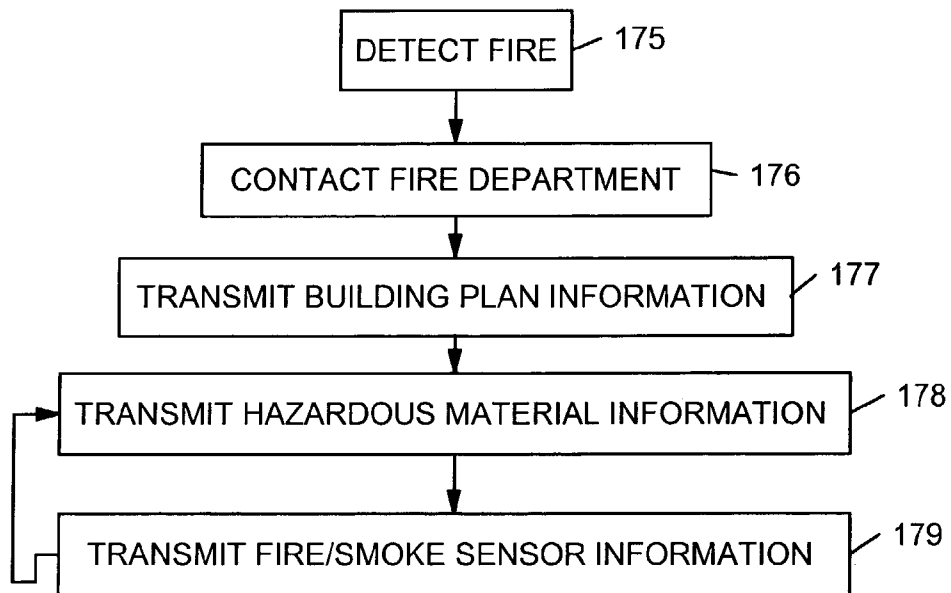 DETECT FIRE 175
CONTACT FIRE DEPARTMENT 176
TRANSMIT BUILDING PLAN INFORMATION 177
TRANSMIT HAZARDOUS MATERIAL INFORMATION 178
TRANSMIT FIRE/SMOKE SENSOR INFORMATION 179